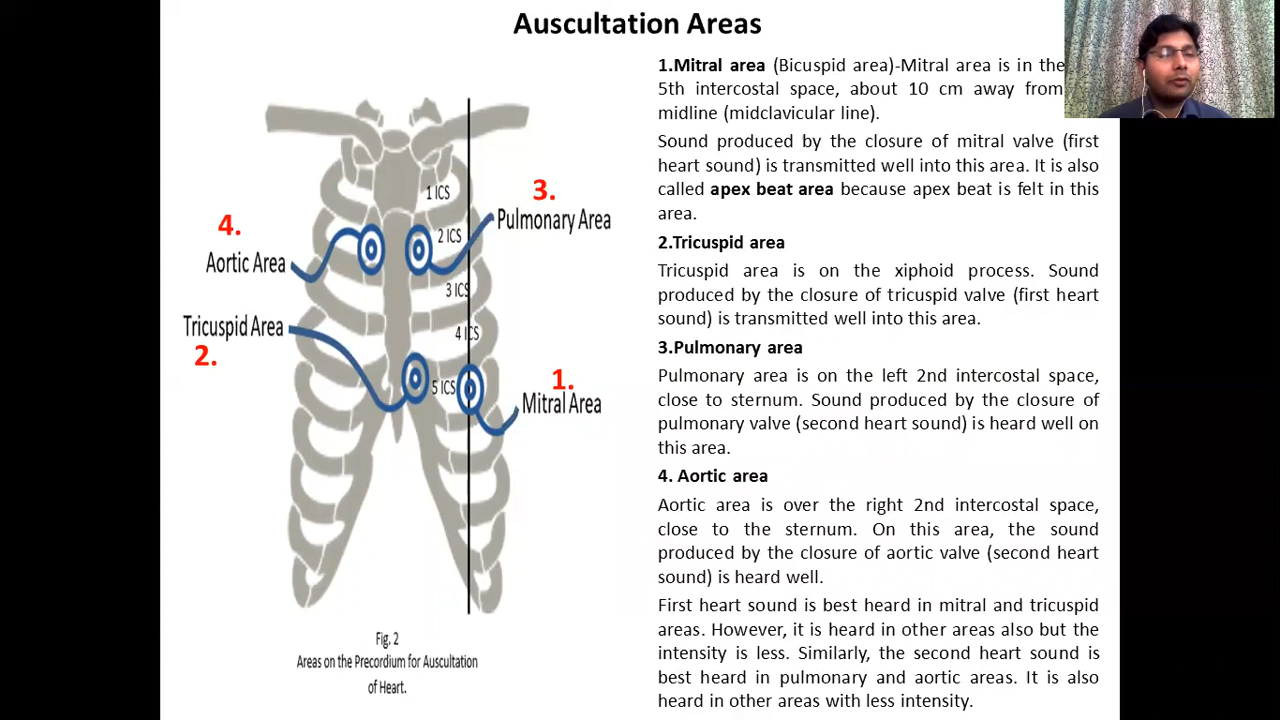 Auscultation Areas
1.Mitral area (Bicuspid area)-Mitral area is in the
5th intercostal space, about 10 cm away from
midline (midclavicular line).
Sound produced by the closure of mitral valve (first
heart sound) is transmitted well into this area. It is also
called apex beat area because apex beat is felt in this
area.
2.Tricuspid area
Tricuspid area is on the xiphoid process. Sound
produced by the closure of tricuspid valve (first heart
sound) is transmitted well into this area.
3.Pulmonary area
Pulmonary area is on the left 2nd intercostal space,
close to sternum. Sound produced by the closure of
pulmonary valve (second heart sound) is heard well on
this area.
4. Aortic area
Aortic area is over the right 2nd intercostal space,
close to the sternum. On this area, the sound
produced by the closure of aortic valve (second heart
sound) is heard well.
First heart sound is best heard in mitral and tricuspid
areas. However, it is heard in other areas also but the
intensity is less. Similarly, the second heart sound is
best heard in pulmonary and aortic areas. It is also
heard in other areas with less intensity.
1 ICS
3.
Pulmonary Area
4.
2 ICS
Aortic Area
3 ICS
Tricuspid Area
4 ICS
2.
5 ICS
1.
Mitral Area
Fig. 2
Areas on the Precordium for Auscultation
of Heart.